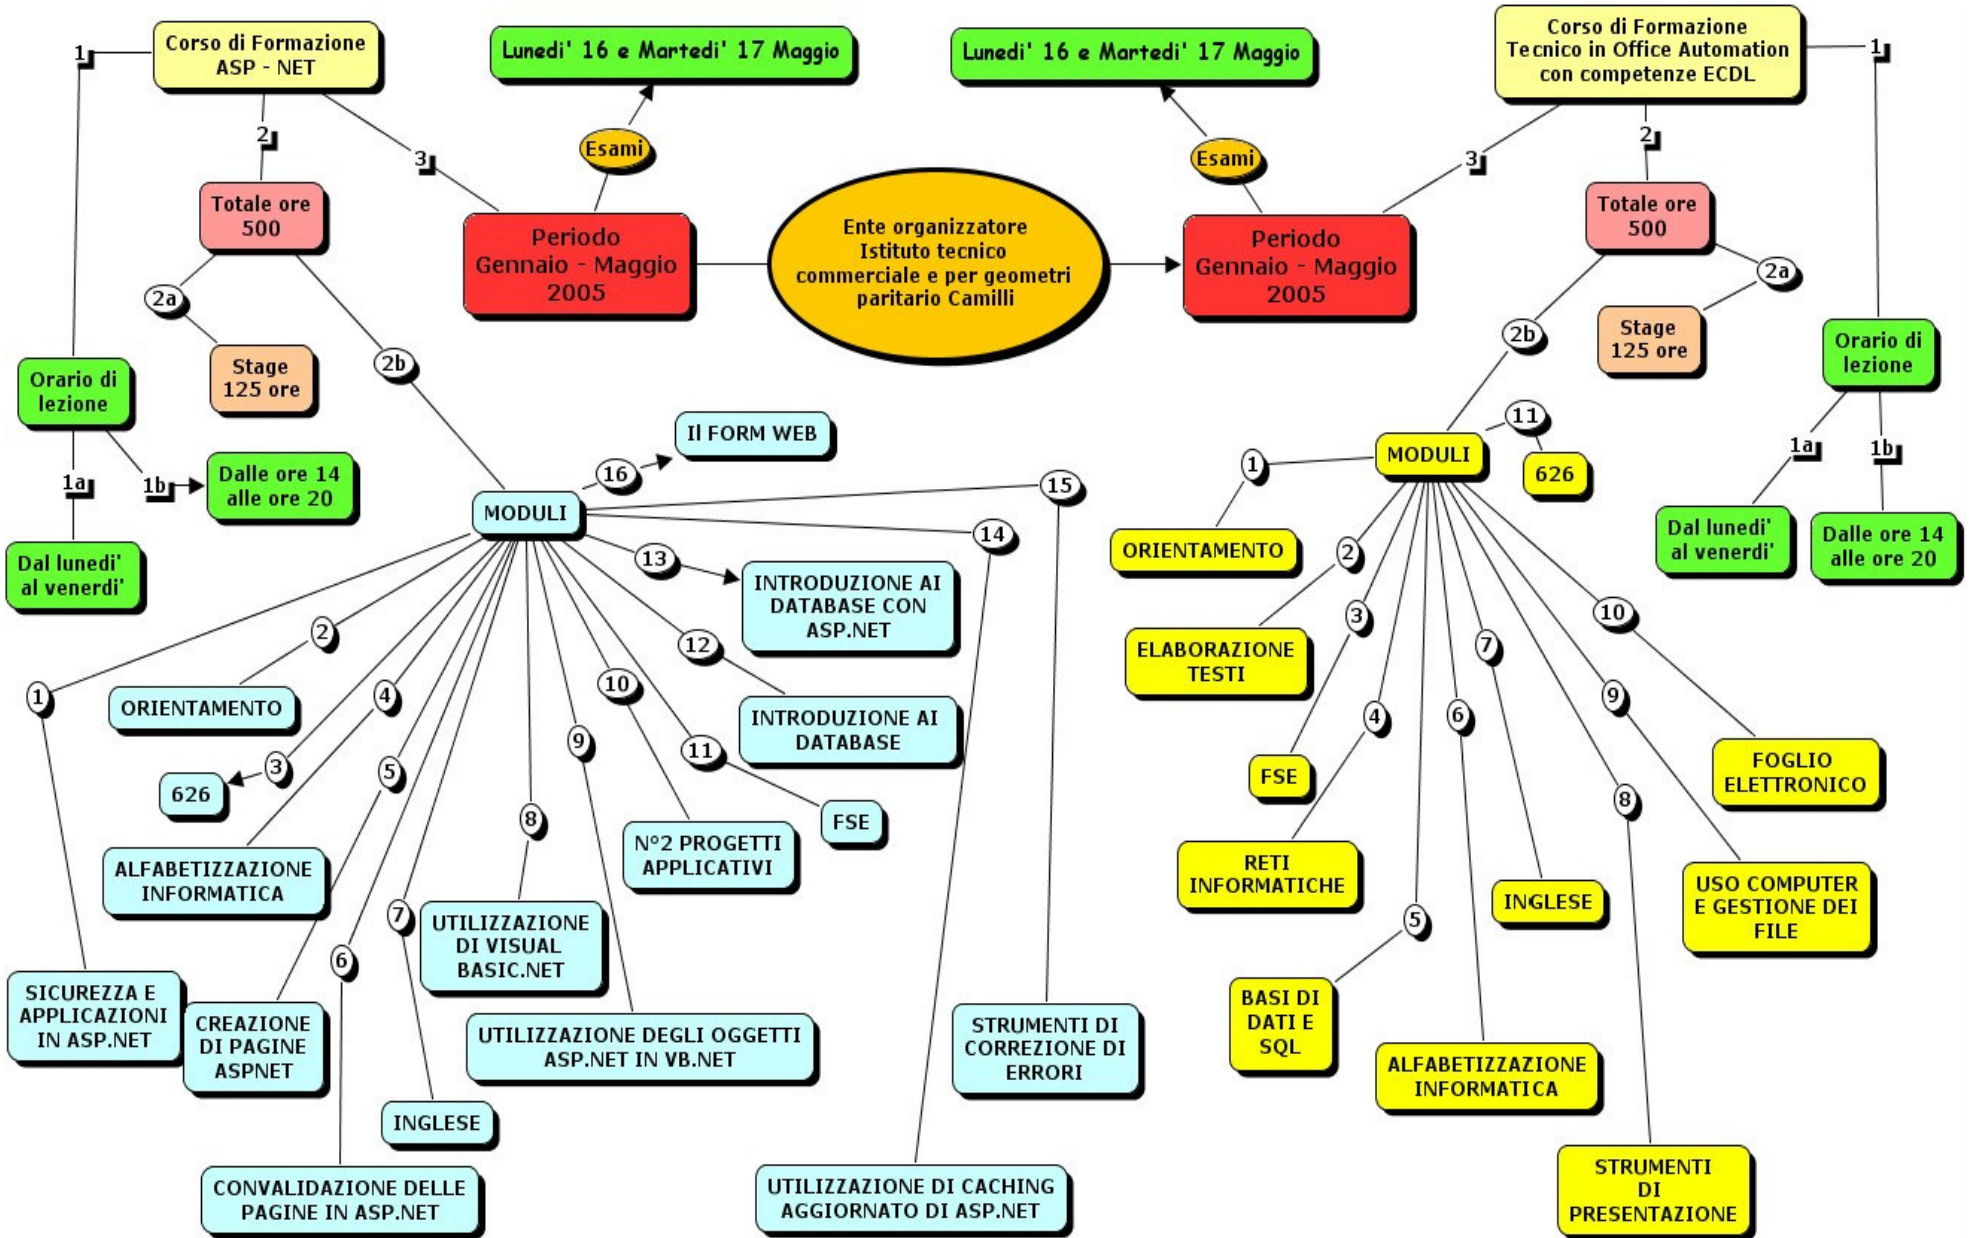 Corso di Formazione
ASP - NET
1
2
3
Totale ore
500
2a
Stage
125 ore
2b
Orario di
lezione
1a
Dal lunedi'
al venerdi'
1b
Dalle ore 14
alle ore 20
Lunedi' 16 e Martedi' 17 Maggio
Esami
Periodo
Gennaio - Maggio
2005
Ente organizzatore
Istituto tecnico
commerciale e per geometri
paritario Camilli
Lunedi' 16 e Martedi' 17 Maggio
Esami
Periodo
Gennaio - Maggio
2005
Corso di Formazione
Tecnico in Office Automation
con competenze ECDL
1
2
3
Totale ore
500
2a
Stage
125 ore
2b
Orario di
lezione
1a
Dal lunedi'
al venerdi'
1b
Dalle ore 14
alle ore 20
MODULI
1
SICUREZZA E
APPLICAZIONI
IN ASP.NET
2
ORIENTAMENTO
3
626
4
ALFABETIZZAZIONE
INFORMATICA
5
CREAZIONE
DI PAGINE
ASPNET
6
CONVALIDAZIONE DELLE
PAGINE IN ASP.NET
7
INGLESE
8
UTILIZZAZIONE
DI VISUAL
BASIC.NET
9
UTILIZZAZIONE DEGLI OGGETTI
ASP.NET IN VB.NET
10
N°2 PROGETTI
APPLICATIVI
11
FSE
12
INTRODUZIONE AI
DATABASE
13
INTRODUZIONE AI
DATABASE CON
ASP.NET
14
UTILIZZAZIONE DI CACHING
AGGIORNATO DI ASP.NET
15
STRUMENTI DI
CORREZIONE DI
ERRORI
16
Il FORM WEB
MODULI
1
ORIENTAMENTO
2
ELABORAZIONE
TESTI
3
FSE
4
RETI
INFORMATICHE
5
BASI DI
DATI E
SQL
6
ALFABETIZZAZIONE
INFORMATICA
7
INGLESE
8
STRUMENTI
DI
PRESENTAZIONE
9
USO COMPUTER
E GESTIONE DEI
FILE
10
FOGLIO
ELETTRONICO
11
626